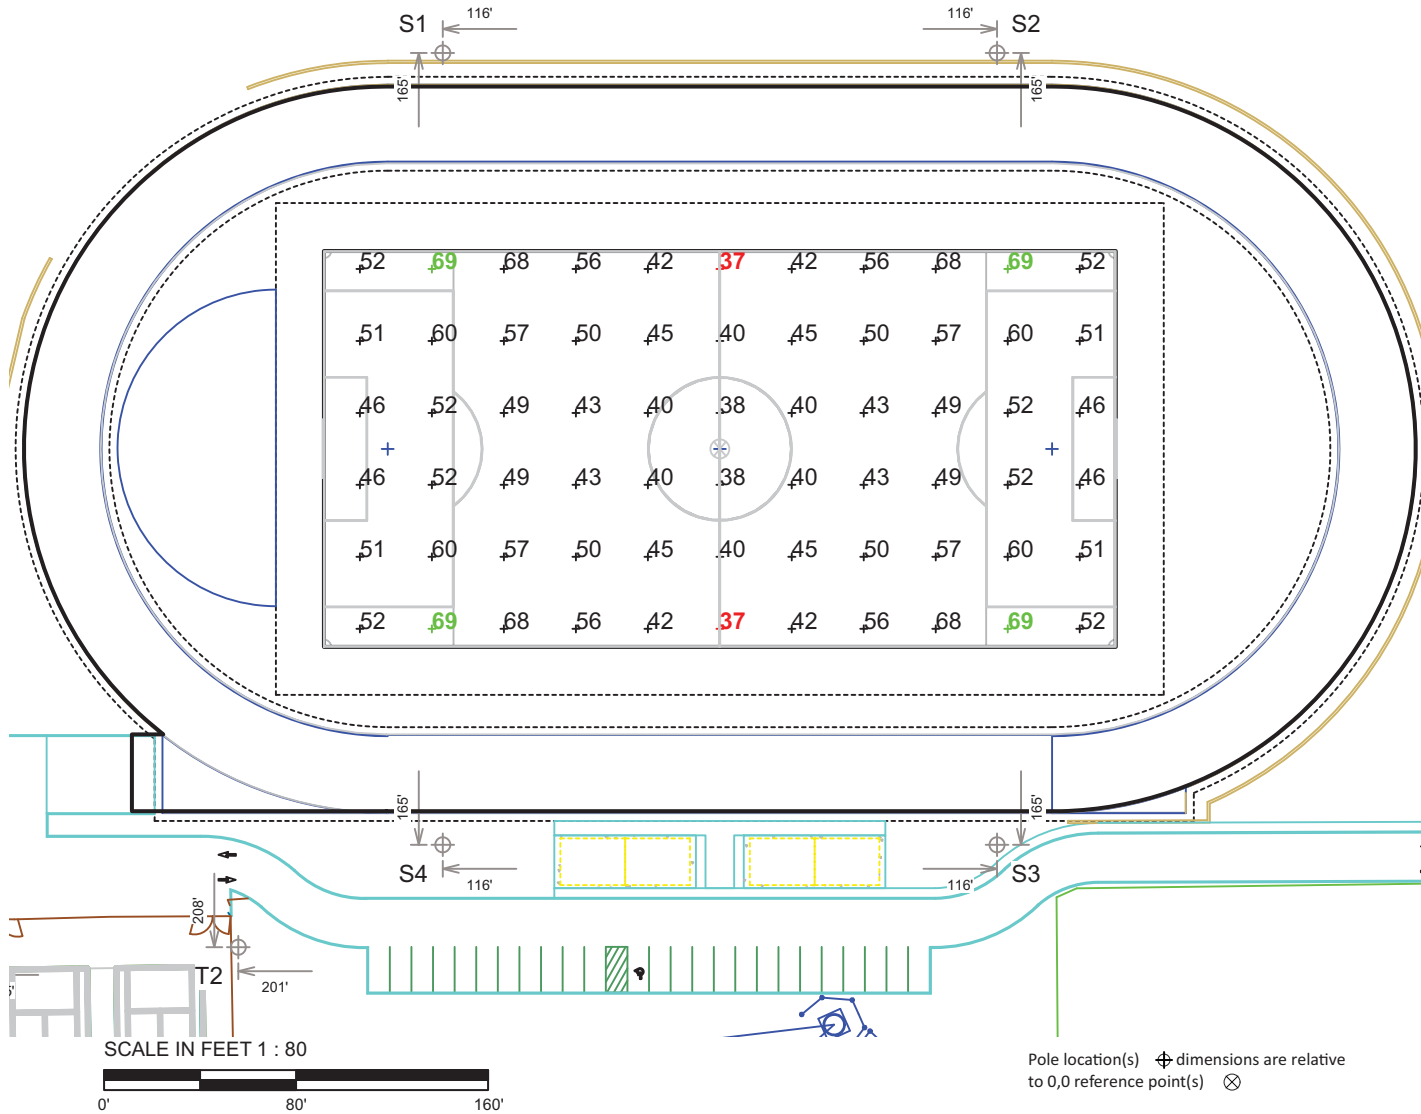 S1 116' 116' S2
165' 165'
52 69 68 56 42 37 42 56 68 69 52
51 60 57 50 45 40 45 50 57 60 51
46 52 49 43 40 38 40 43 49 52 46
46 52 49 43 40 38 40 43 49 52 46
51 60 57 50 45 40 45 50 57 60 51
52 69 68 56 42 37 42 56 68 69 52
165' 165'
S4 116' 116' S3
208'
T2 201'
SCALE IN FEET 1 : 80
0' 80' 160'
Pole location(s) dimensions are relative
to 0,0 reference point(s)